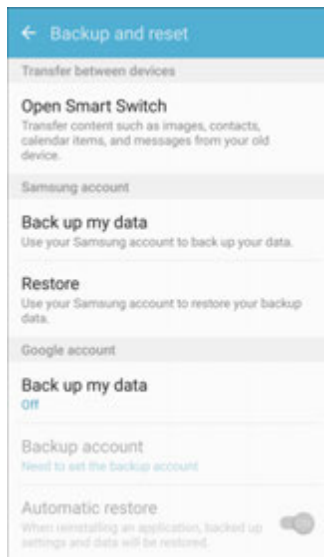 ← Backup and reset
Transfer between devices
Open Smart Switch
Transfer content such as images, contacts,
calendar items, and messages from your old
device.
Samsung account
Back up my data
Use your Samsung account to back up your data.
Restore
Use your Samsung account to restore your backup
data.
Google account
Back up my data
Off
Backup account
Need to set the backup account
Automatic restore
When reinstalling an application, backed up
settings and data will be restored.